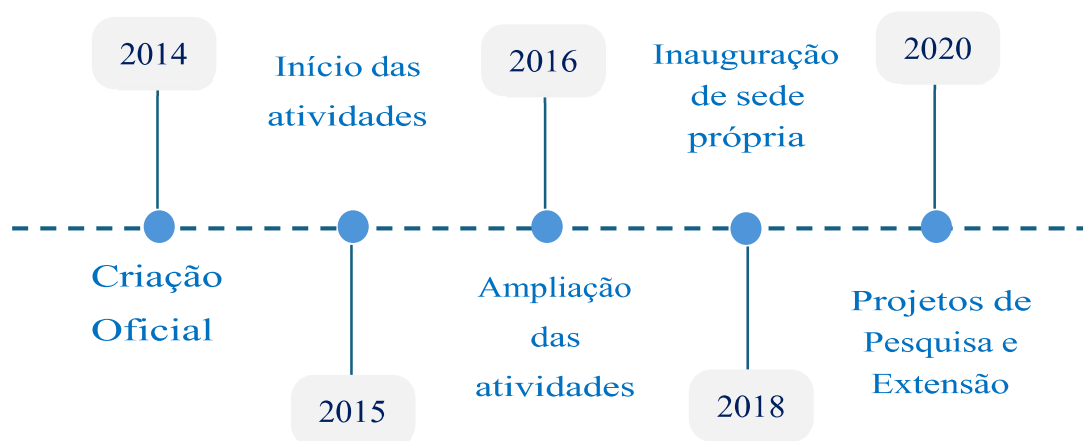 2014
Criação
Oficial
Início das
atividades
2015
2016
Ampliação
das
atividades
Inauguração
de sede
própria
2018
2020
Projetos de
Pesquisa e
Extensão